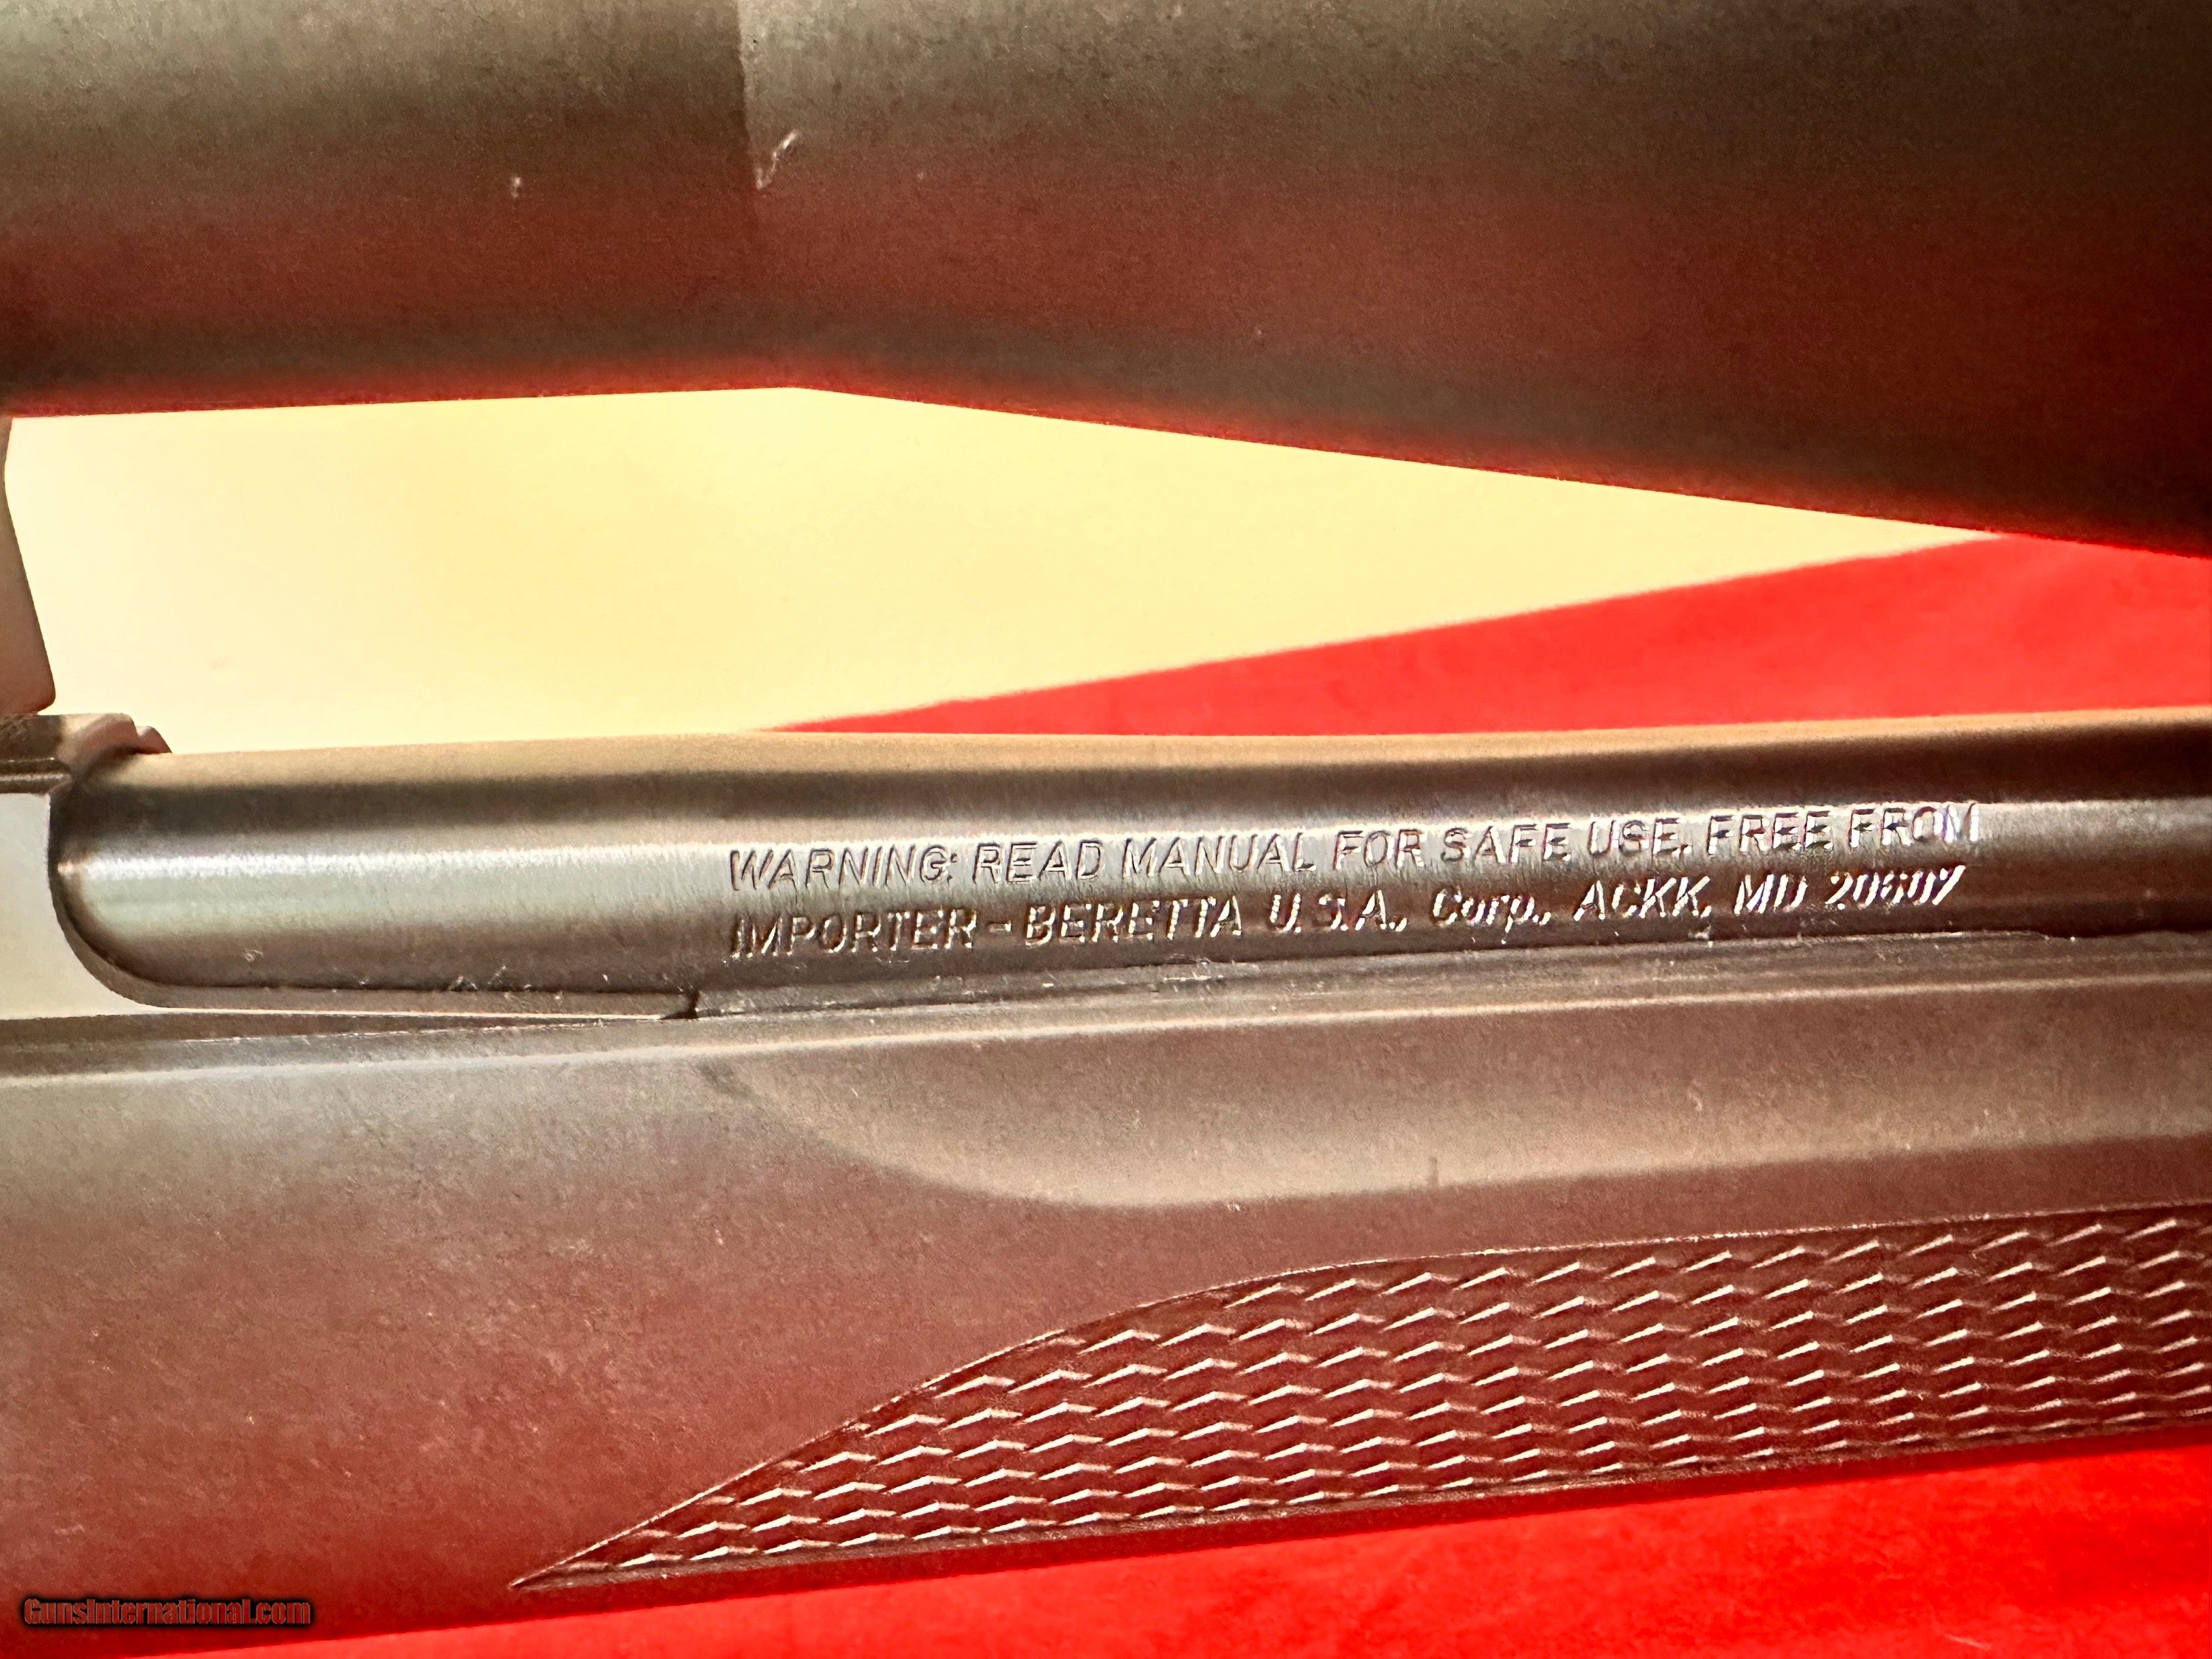 WARNING: READ MANUAL FOR SAFE USE, FREE FROM
IMPORTER - BERETTA U.S.A., Corp., ACKK, MD 20607
GunsInternational.com